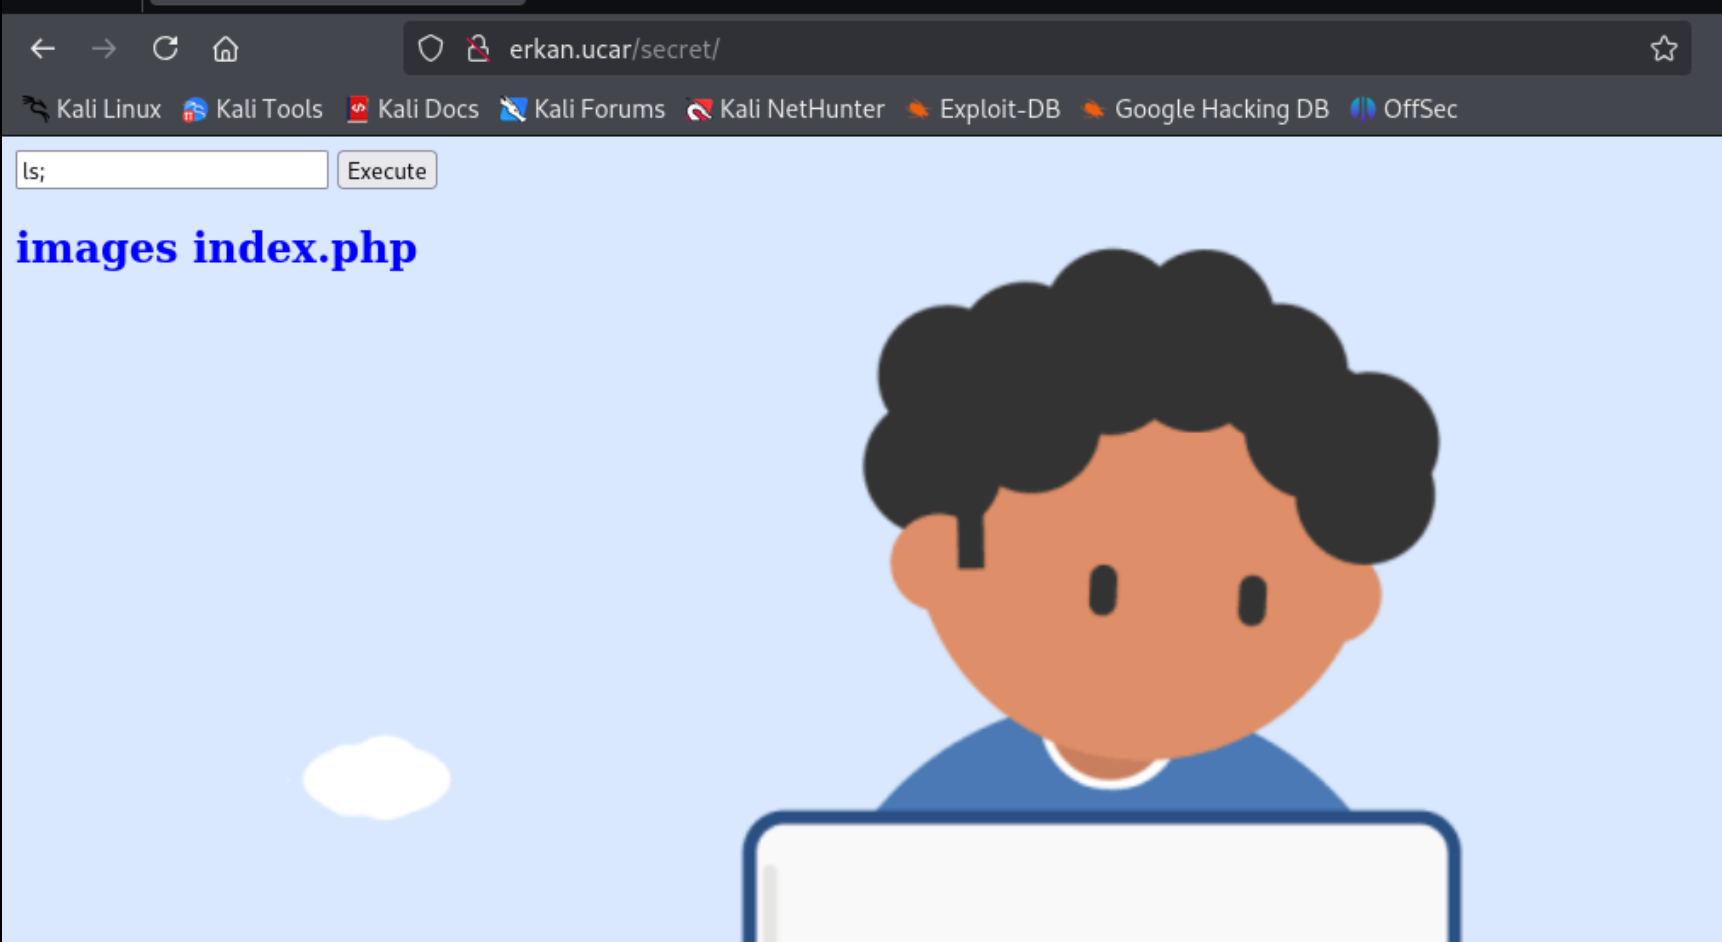 erkan.ucar/secret/
Kali Linux Kali Tools Kali Docs Kali Forums Kali NetHunter Exploit-DB Google Hacking DB OffSec
ls; Execute
images index.php